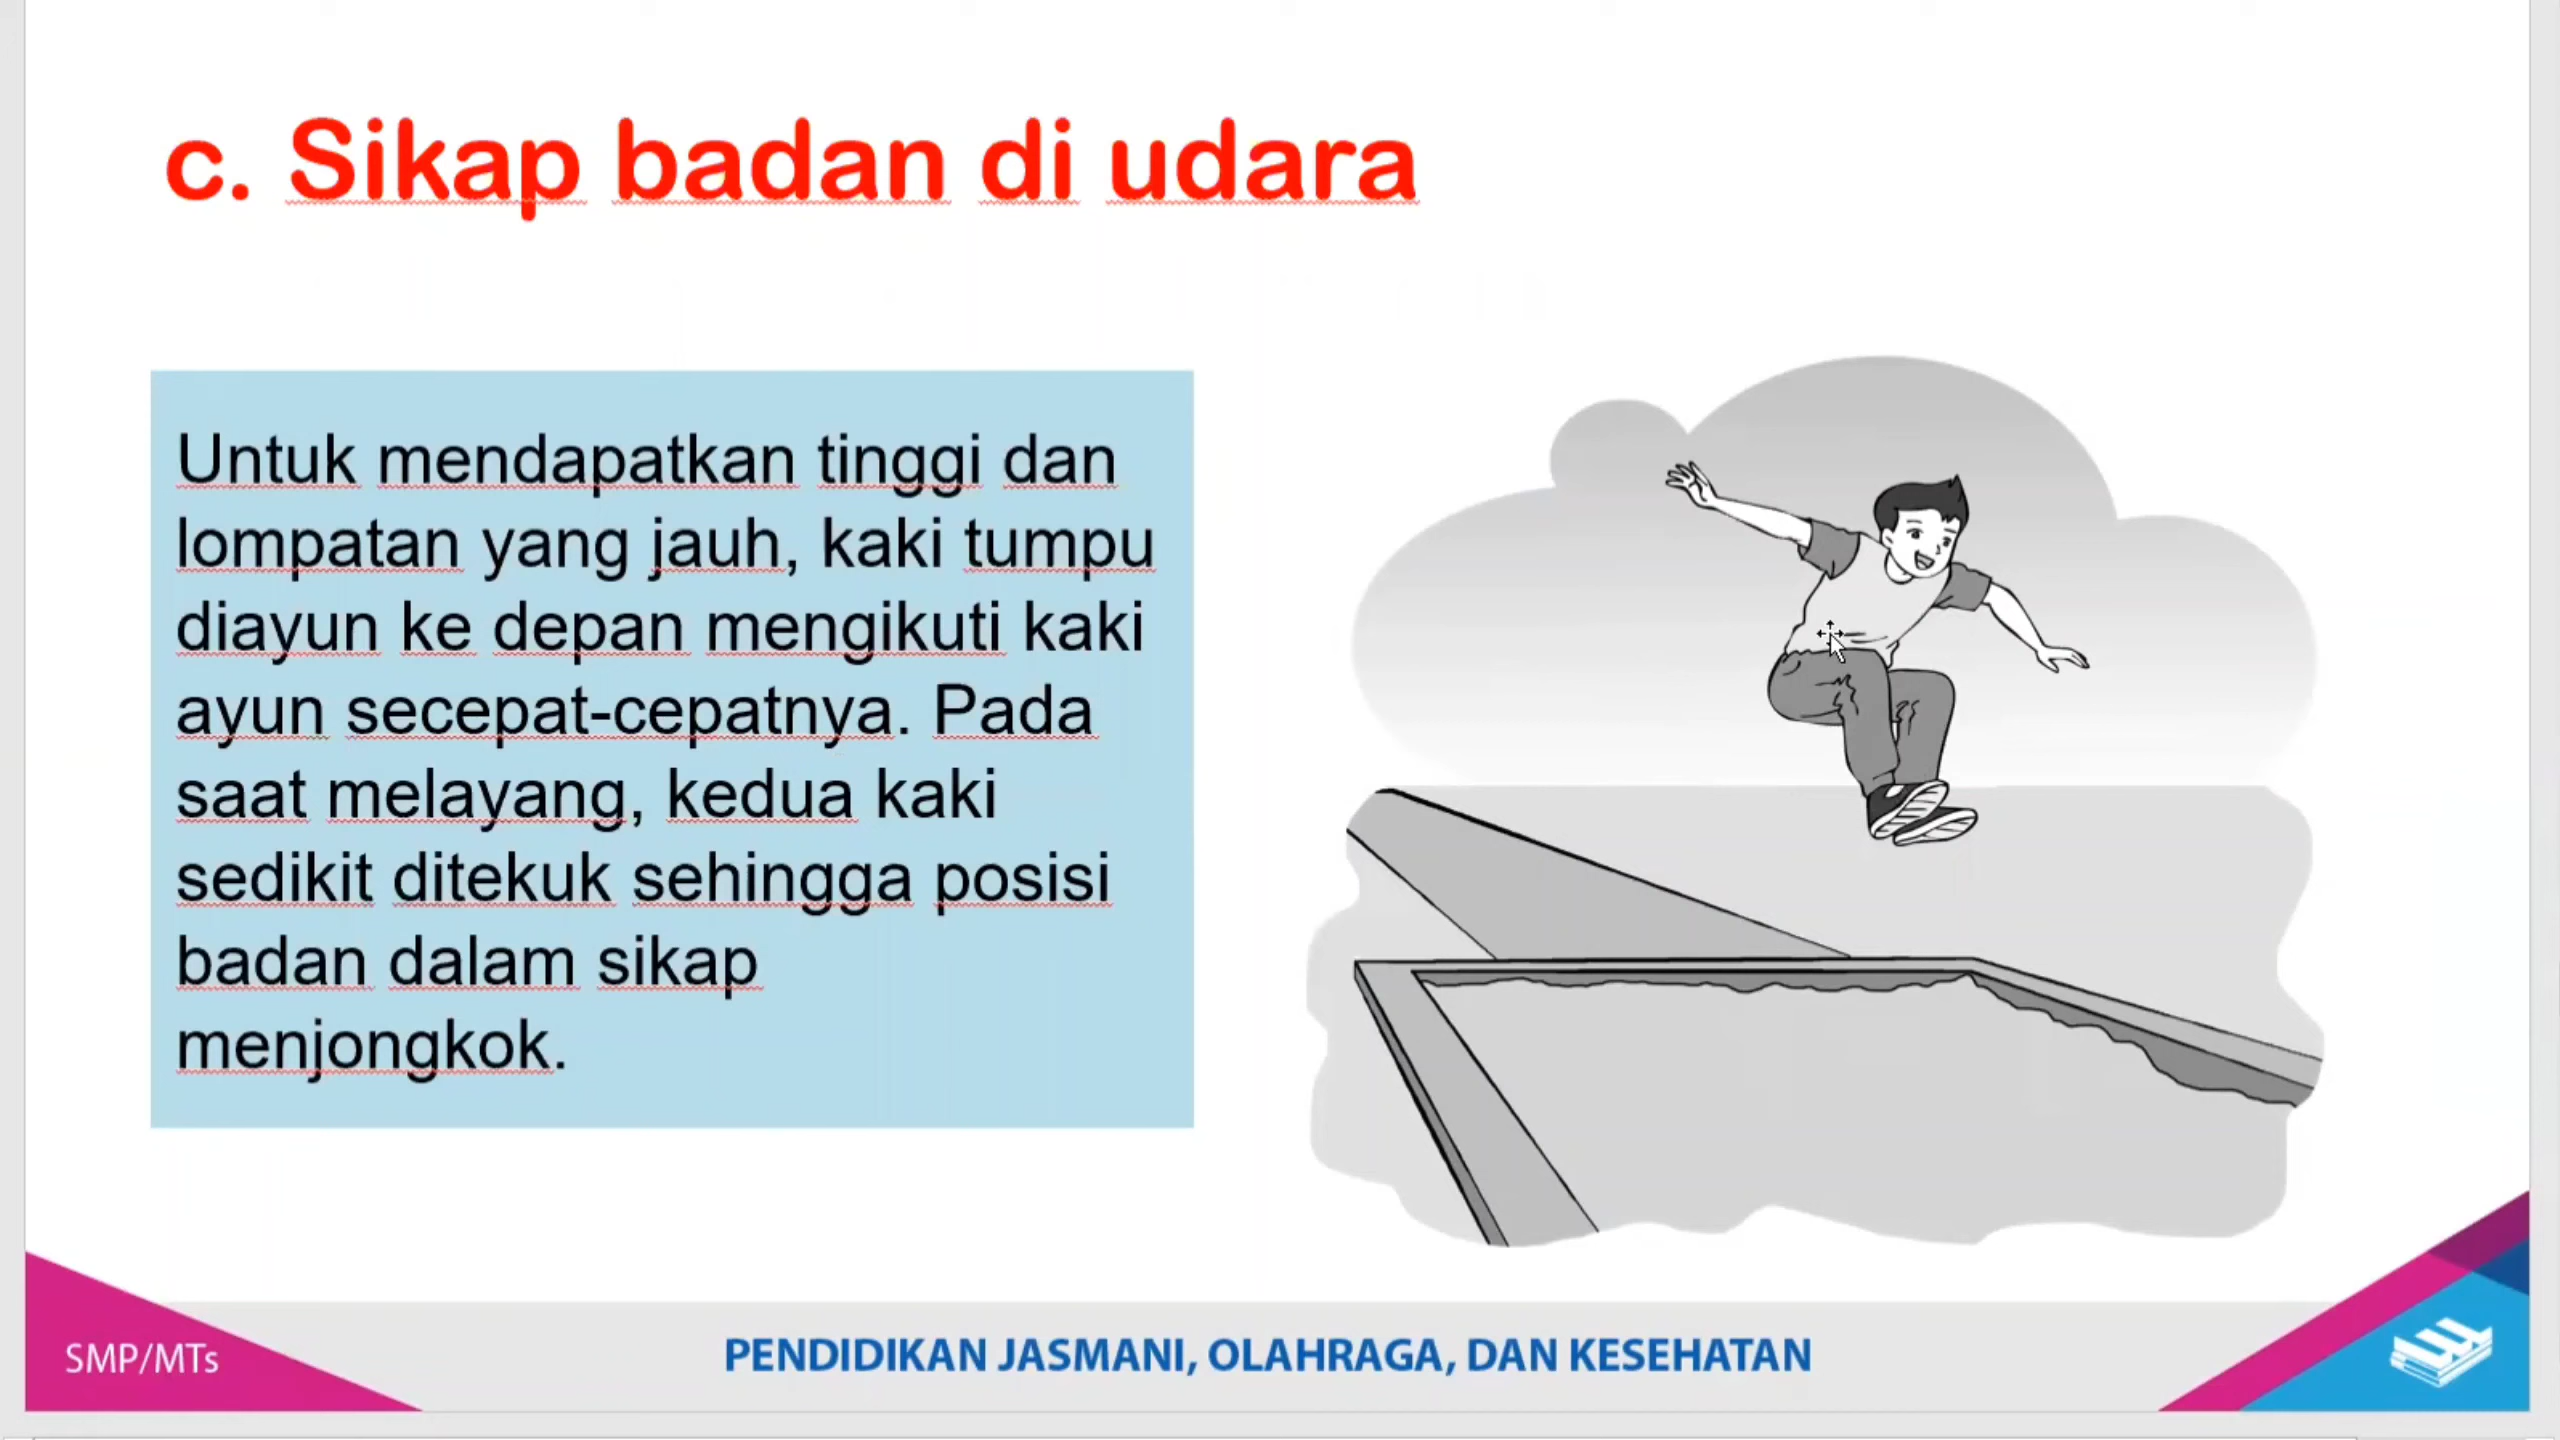 c. Sikap badan di udara
Untuk mendapatkan tinggi dan
lompatan yang jauh, kaki tumpu
diayun ke depan mengikuti kaki
ayun secepat-cepatnya. Pada
saat melayang, kedua kaki
sedikit ditekuk sehingga posisi
badan dalam sikap
menjongkok.
SMP/MTs
PENDIDIKAN JASMANI, OLAHRAGA, DAN KESEHATAN